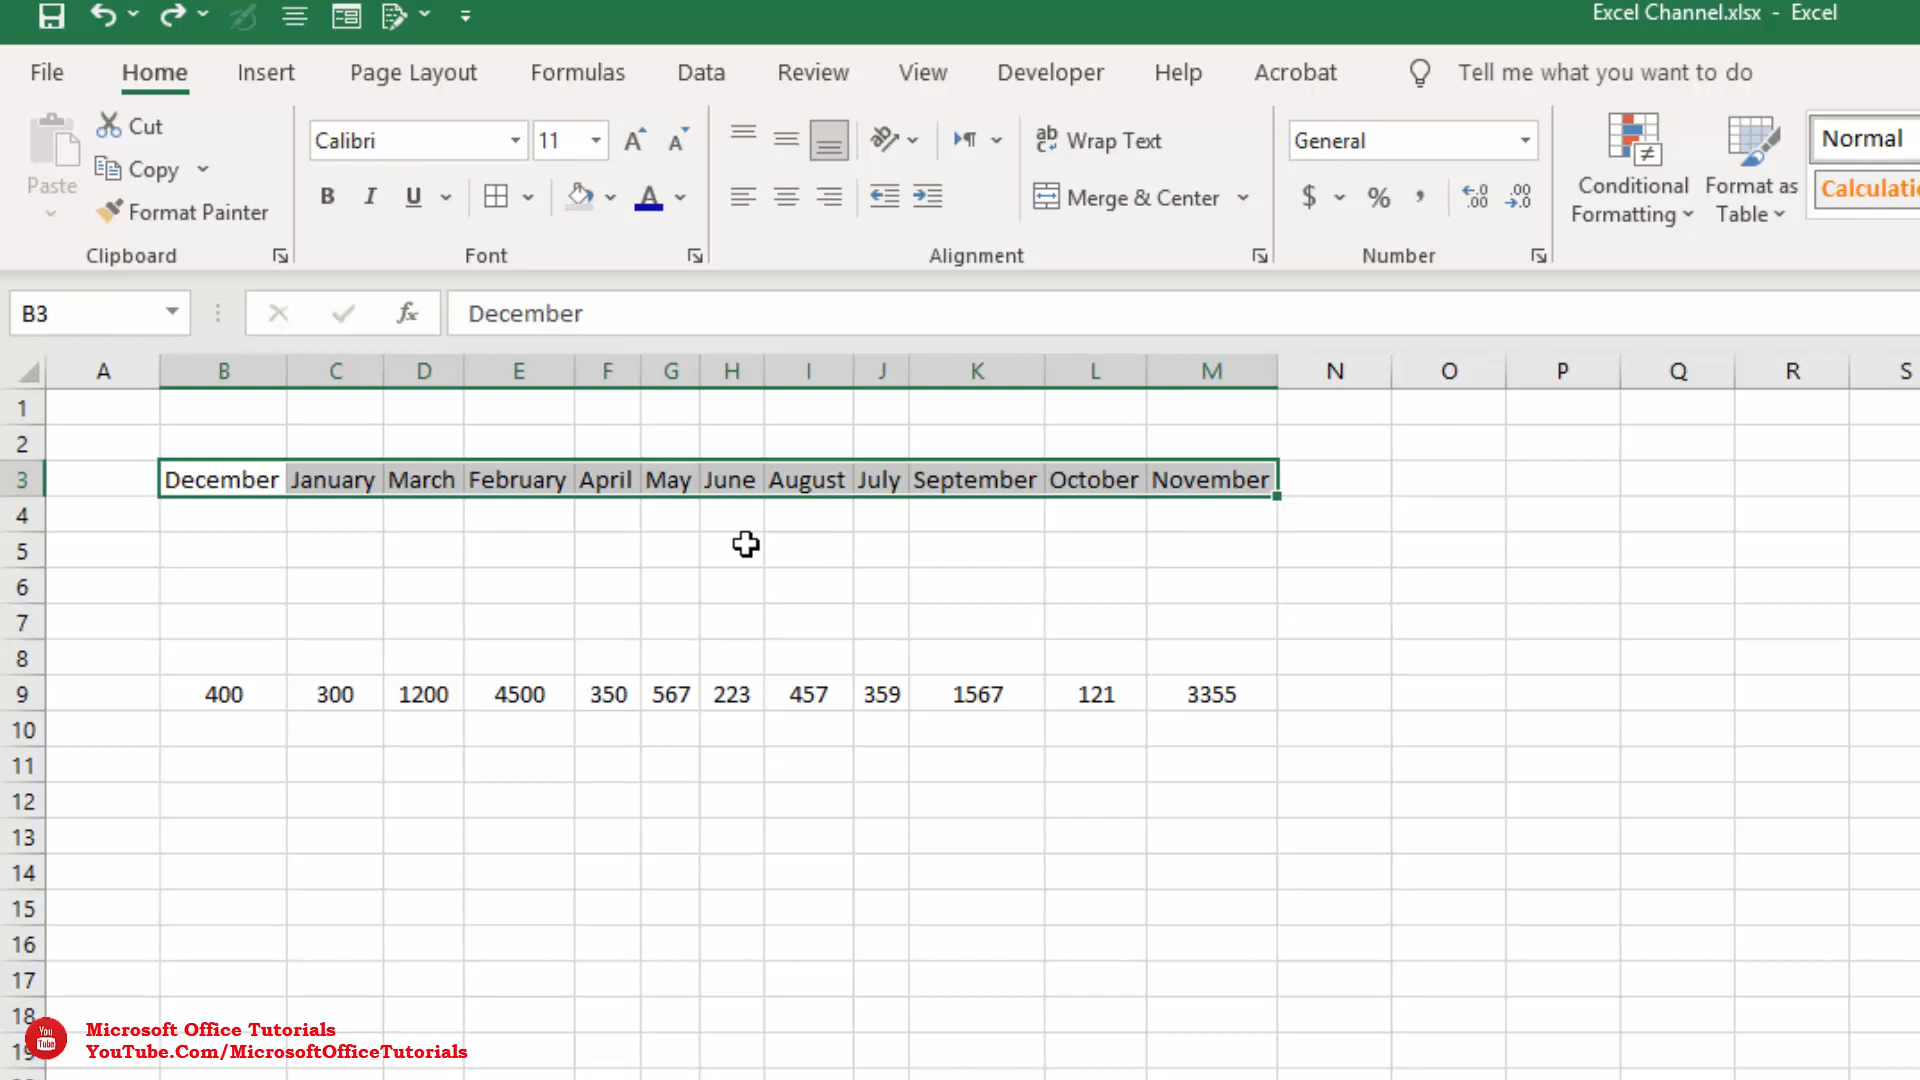 Excel Channel.xlsx - Excel
File Home Insert Page Layout Formulas Data Review View Developer Help Acrobat Tell me what you want to do
Paste
Cut
Copy
Format Painter
Clipboard
Calibri 11
B I U A
Font
Wrap Text
Merge & Center
Alignment
General
$ % ,
Number
Conditional Formatting
Format as Table
Normal
B3 fx December
A B C D E F G H I J K L M N O P Q R S
1
2
3 December January March February April May June August July September October November
4
5
6
7
8
9 400 300 1200 4500 350 567 223 457 359 1567 121 3355
10
11
12
13
14
15
16
17
18
19
You Tube
Microsoft Office Tutorials
YouTube.Com/MicrosoftOfficeTutorials